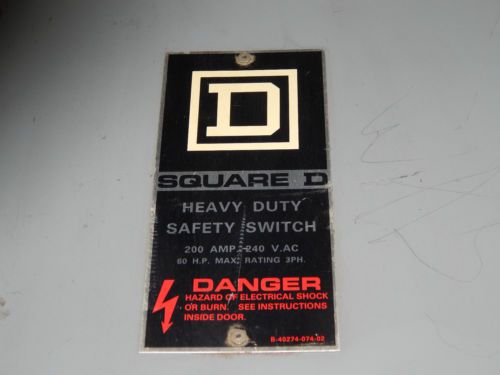 D
SQUARE D
HEAVY DUTY
SAFETY SWITCH
200 AMP. 240 V.AC
60 H.P. MAX. RATING 3PH.
DANGER
HAZARD OF ELECTRICAL SHOCK
OR BURN. SEE INSTRUCTIONS
INSIDE DOOR.
B-40274-074-02